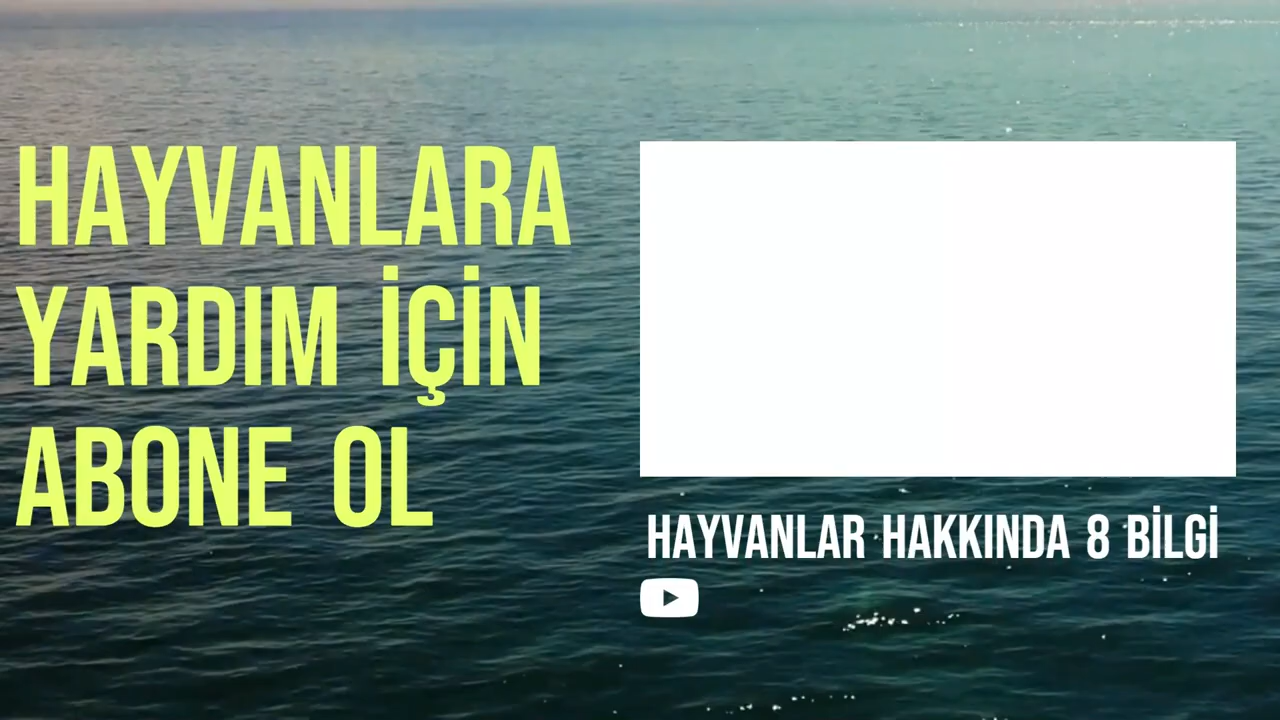 HAYVANLARA
YARDIM İÇİN
ABONE OL
HAYVANLAR HAKKINDA 8 BİLGİ